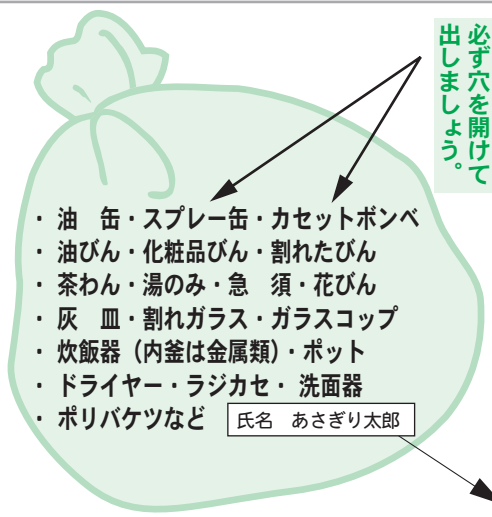 必ず穴を開けて
出しましょう。
・ 油　缶・スプレー缶・カセットボンベ
・ 油びん・化粧品びん・割れたびん
・ 茶わん・湯のみ・急　須・花びん
・ 灰　皿・割れガラス・ガラスコップ
・ 炊飯器（内釜は金属類）・ポット
・ ドライヤー・ラジカセ・ 洗面器
・ ポリバケツなど
氏名　あさぎり太郎